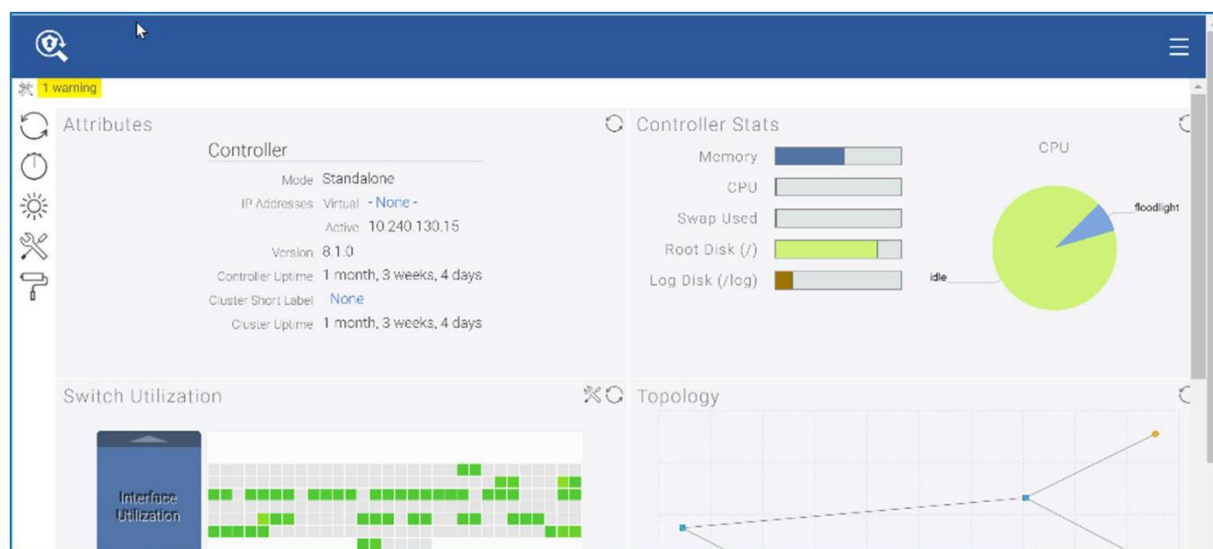 1 warning
Attributes
Controller
Mode Standalone
IP Addresses Virtual - None -
Active 10.240.130.15
Version 8.1.0
Controller Uptime 1 month, 3 weeks, 4 days
Cluster Short Label - None
Cluster Uptime 1 month, 3 weeks, 4 days
Controller Stats
Memory
CPU
Swap Used
Root Disk (/)
Log Disk (/log)
CPU
floodlight
idle
Switch Utilization
Interface
Utilization
Topology